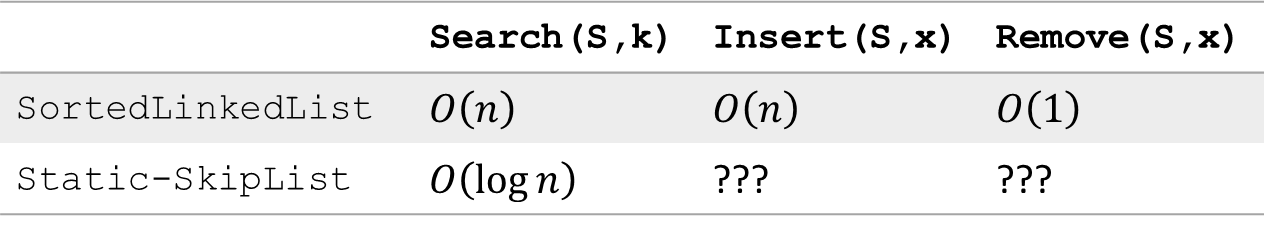 Search(S,k) Insert(S,x) Remove(S,x)
SortedLinkedList O(n) O(n) O(1)
Static-SkipList O(log n) ??? ???